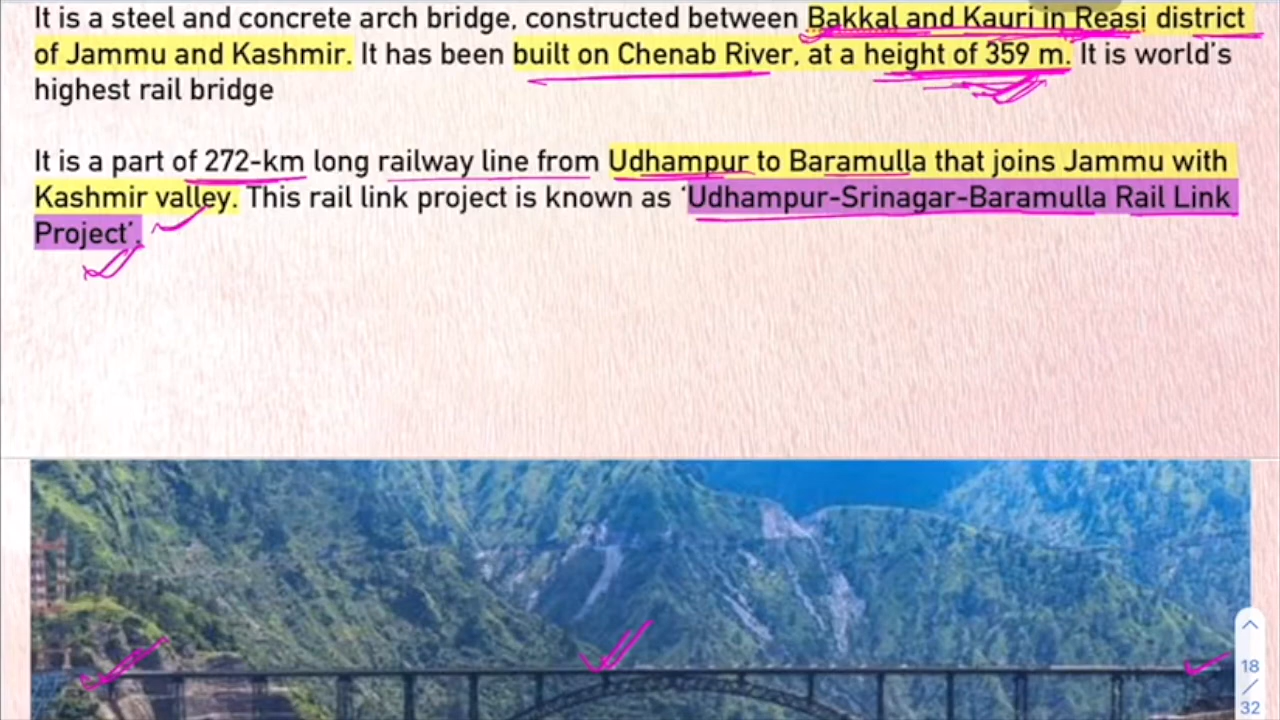 It is a steel and concrete arch bridge, constructed between Bakkal and Kauri in Reasi district
of Jammu and Kashmir. It has been built on Chenab River, at a height of 359 m. It is world's
highest rail bridge
It is a part of 272-km long railway line from Udhampur to Baramulla that joins Jammu with
Kashmir valley. This rail link project is known as 'Udhampur-Srinagar-Baramulla Rail Link
Project'.
18
/
32